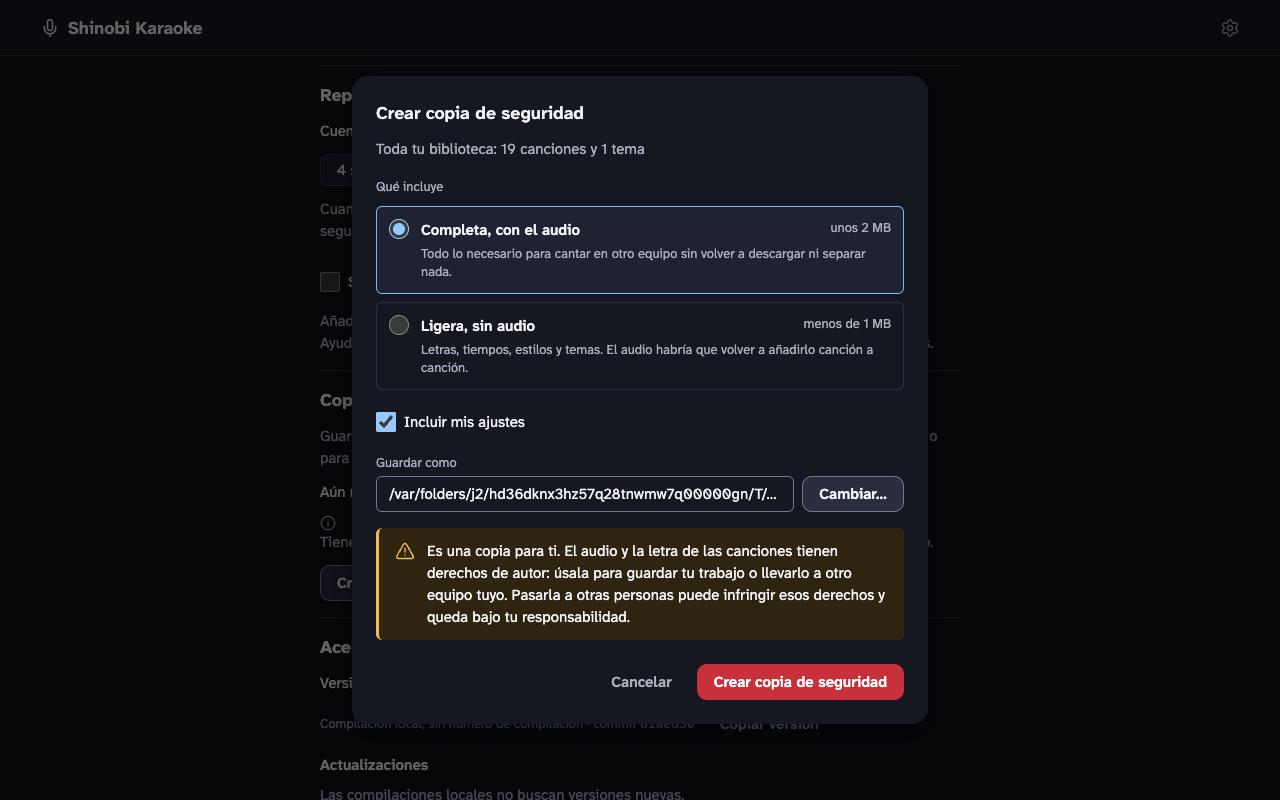 Shinobi Karaoke
Crear copia de seguridad
Toda tu biblioteca: 19 canciones y 1 tema
Qué incluye
Completa, con el audio
unos 2 MB
Todo lo necesario para cantar en otro equipo sin volver a descargar ni separar
nada.
Ligera, sin audio
menos de 1 MB
Letras, tiempos, estilos y temas. El audio habría que volver a añadirlo canción a
canción.
Incluir mis ajustes
Guardar como
/var/folders/j2/hd36dknx3hz57q28tnwmw7q00000gn/T/...
Cambiar...
Es una copia para ti. El audio y la letra de las canciones tienen
derechos de autor: úsala para guardar tu trabajo o llevarlo a otro
equipo tuyo. Pasarla a otras personas puede infringir esos derechos y
queda bajo tu responsabilidad.
Cancelar
Crear copia de seguridad
Actualizaciones
Las compilaciones locales no buscan versiones nuevas.